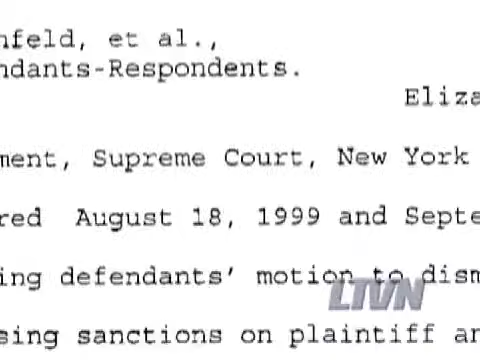 nfeld, et al.,
ndants-Respondents.
Eliza
ment, Supreme Court, New York
red August 18, 1999 and Septe
ing defendants' motion to dism
LTVN
sing sanctions on plaintiff an